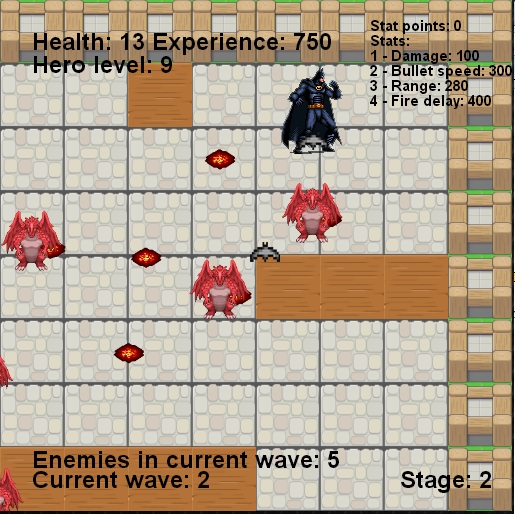 Health: 13 Experience: 750
Hero level: 9
Stat points: 0
Stats:
1 - Damage: 100
2 - Bullet speed: 300
3 - Range: 280
4 - Fire delay: 400
Enemies in current wave: 5
Current wave: 2
Stage: 2